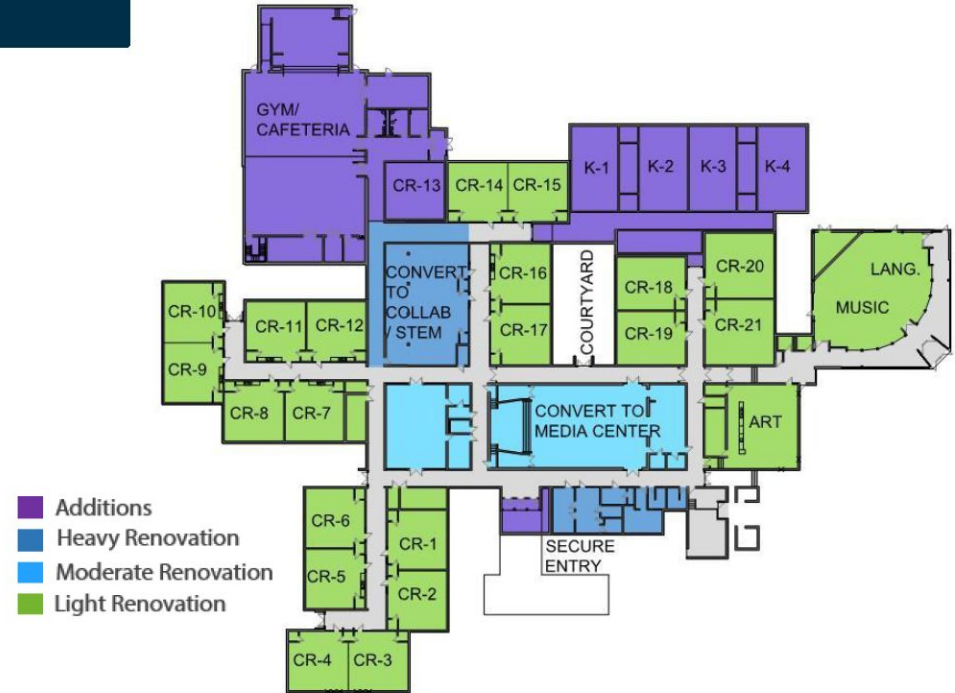 GYM/
CAFETERIA
K-1
K-2
K-3
K-4
CR-13
CR-14
CR-15
CONVERT
TO
COLLAB
/ STEM
CR-16
CR-17
COURTYARD
CR-18
CR-19
CR-20
CR-21
LANG.
MUSIC
CR-10
CR-11
CR-12
CR-9
CR-8
CR-7
CONVERT TO
MEDIA CENTER
ART
CR-6
CR-5
CR-1
CR-2
CR-4
CR-3
SECURE
ENTRY
Additions
Heavy Renovation
Moderate Renovation
Light Renovation